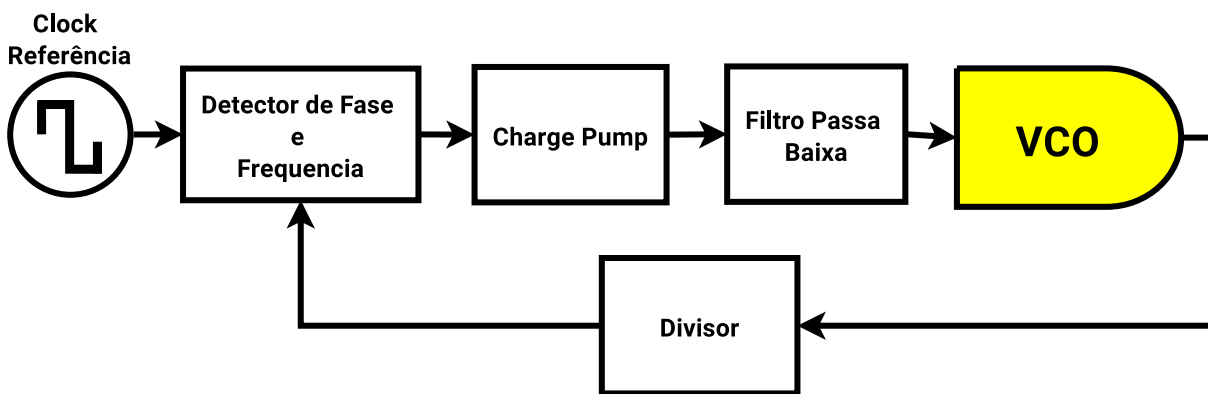 Clock
Referência
Detector de Fase
e
Frequencia
Charge Pump
Filtro Passa
Baixa
VCO
Divisor